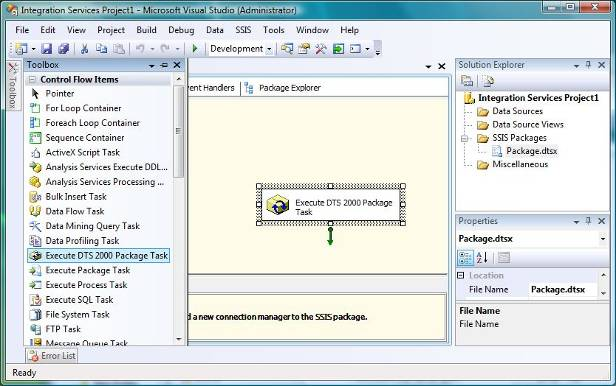 Integration Services Project1 - Microsoft Visual Studio (Administrator)
File Edit View Project Build Debug Data SSIS Tools Window Help
Development
Toolbox
Toolbox
Control Flow Items
Pointer
For Loop Container
Foreach Loop Container
Sequence Container
ActiveX Script Task
Analysis Services Execute DDL...
Analysis Services Processing ...
Bulk Insert Task
Data Flow Task
Data Mining Query Task
Data Profiling Task
Execute DTS 2000 Package Task
Execute Package Task
Execute Process Task
Execute SQL Task
File System Task
FTP Task
Message Queue Task
Handlers
Package Explorer
Execute DTS 2000 Package
Task
a new connection manager to the SSIS package.
Solution Explorer
Integration Services Project1
Data Sources
Data Source Views
SSIS Packages
Package.dtsx
Miscellaneous
Properties
Package.dtsx
Location
File Name Package.dtsx
File Name
File Name
Error List
Ready